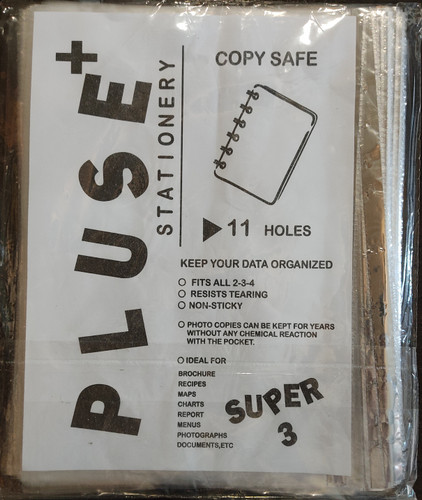 PLUSE+
STATIONERY
COPY SAFE
11 HOLES
KEEP YOUR DATA ORGANIZED
FITS ALL 2-3-4
RESISTS TEARING
NON-STICKY
PHOTO COPIES CAN BE KEPT FOR YEARS
WITHOUT ANY CHEMICAL REACTION
WITH THE POCKET.
IDEAL FOR
BROCHURE
RECIPES
MAPS
CHARTS
REPORT
MENUS
PHOTOGRAPHS
DOCUMENTS,ETC
SUPER
3